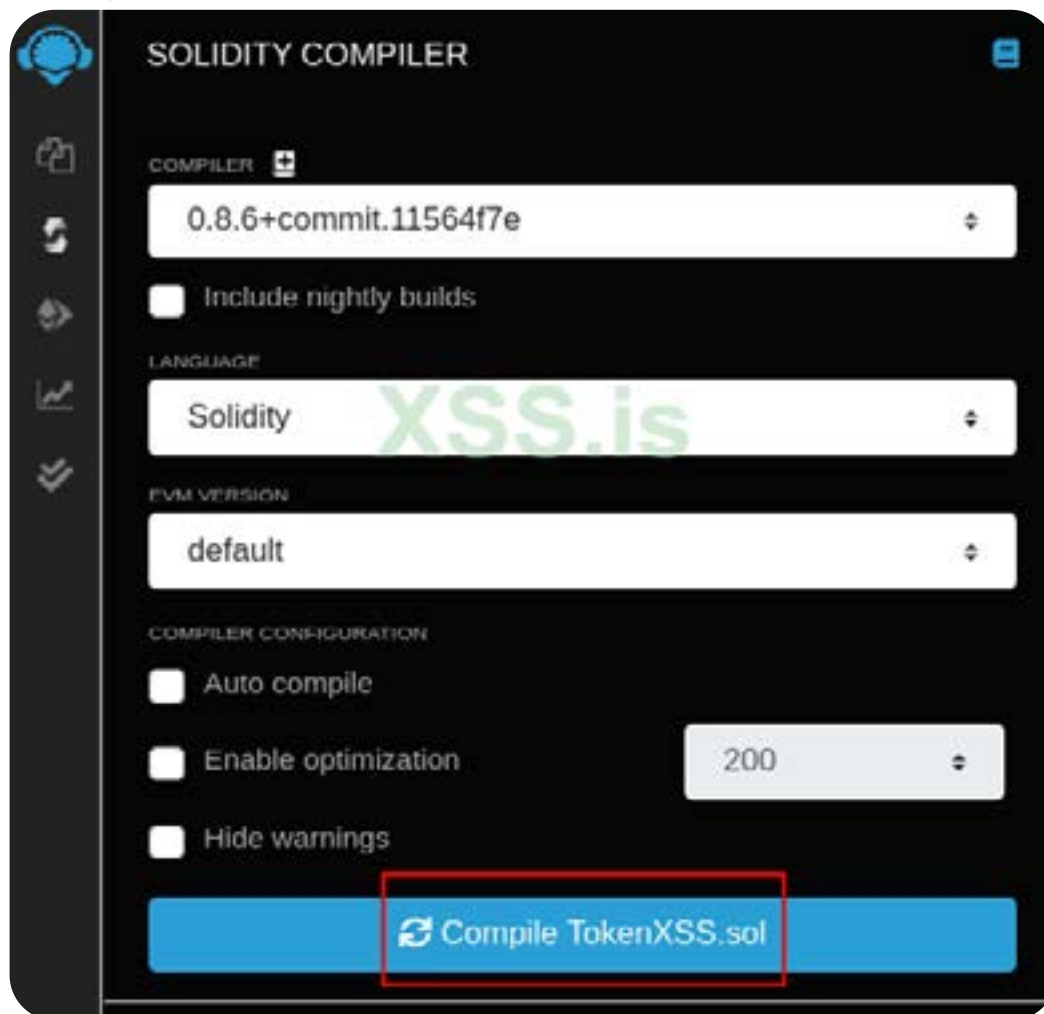 SOLIDITY COMPILER
COMPILER
0.8.6+commit.11564f7e
Include nightly builds
LANGUAGE
Solidity
XSS.is
EVM VERSION
default
COMPILER CONFIGURATION
Auto compile
Enable optimization 200
Hide warnings
Compile TokenXSS.sol